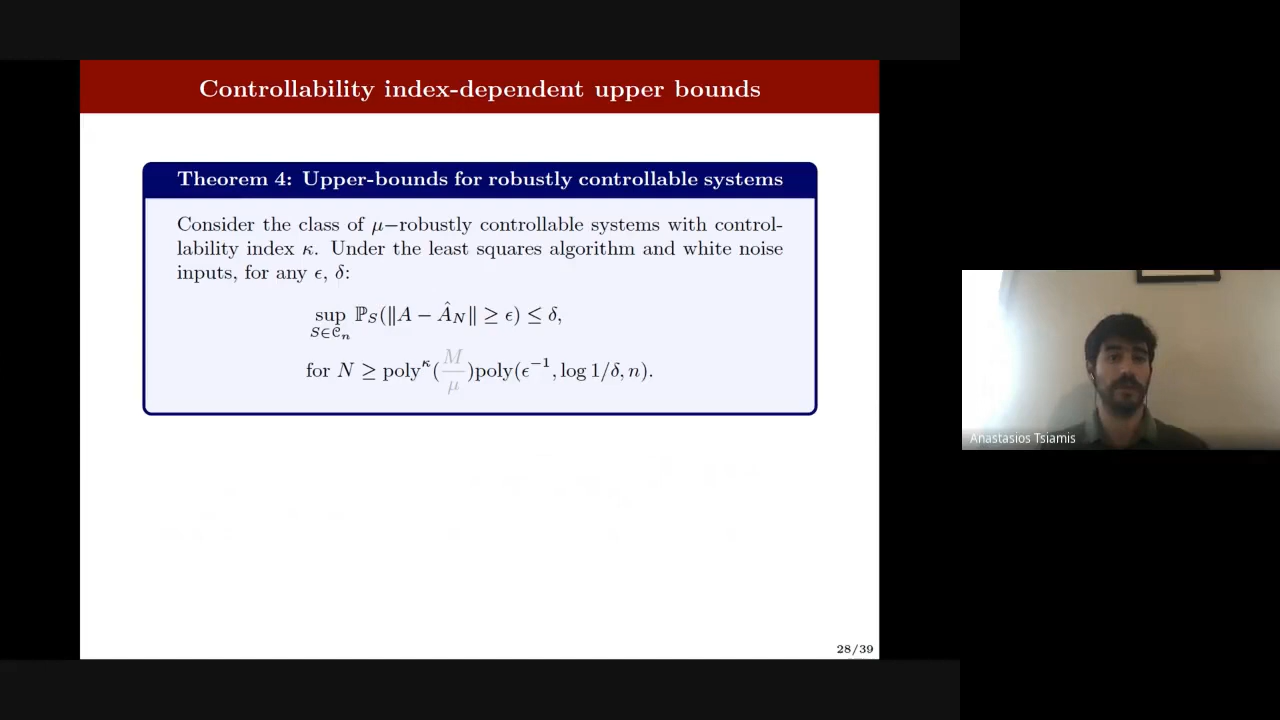 Controllability index-dependent upper bounds
Theorem 4: Upper-bounds for robustly controllable systems
Consider the class of μ−robustly controllable systems with control-
lability index κ. Under the least squares algorithm and white noise
inputs, for any ϵ, δ:
sup_{S∈𝒞_n} ℙ_S(‖A − Â_N‖ ≥ ϵ) ≤ δ,
for N ≥ poly^κ(M/μ)poly(ϵ^{−1}, log 1/δ, n).
Anastasios Tsiamis
28/39